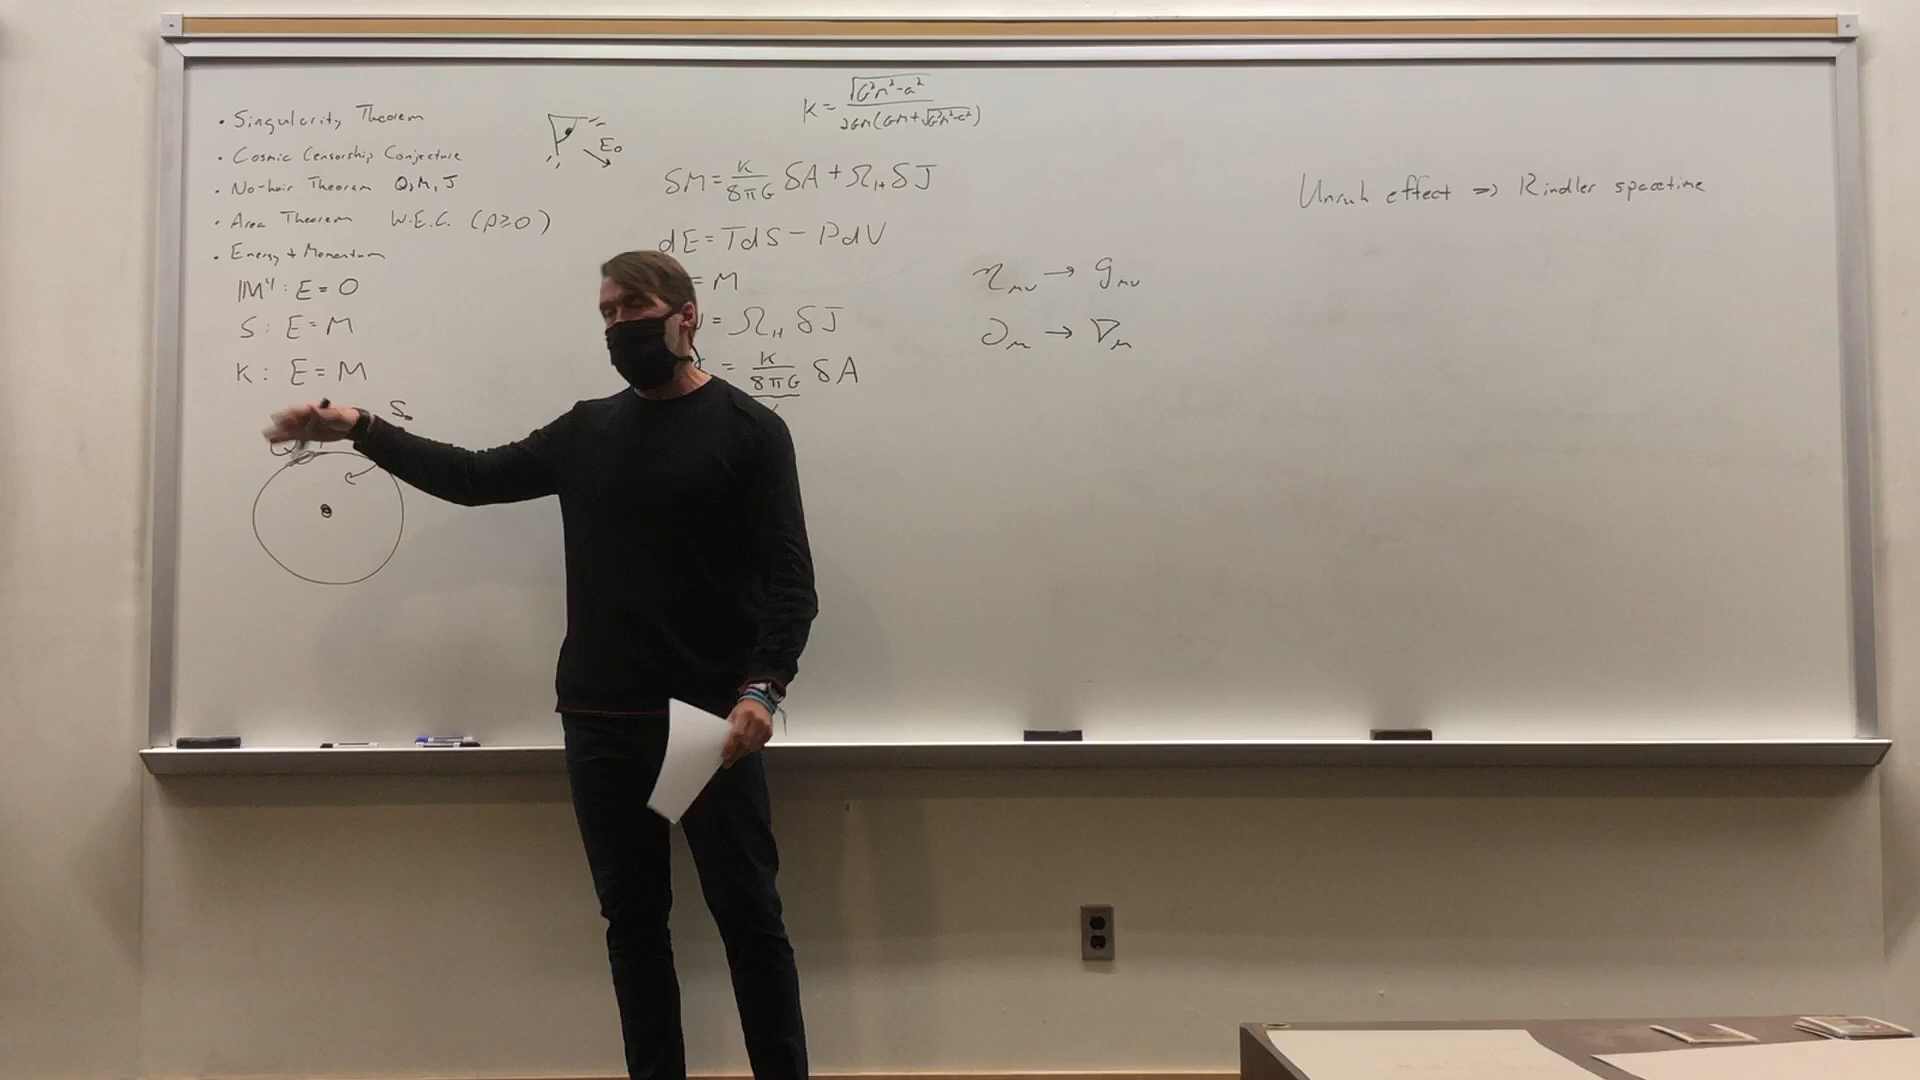 • Singularity Theorem
• Cosmic Censorship Conjecture
• No-hair Theorem Q, M, J
• Area Theorem W.E.C. (ρ≥0)
• Energy + Momentum
𝕄⁴: E = 0
S: E = M
K: E = M
S₀
E₀
κ = √(G²M²-a²) / 2GM(GM+√(G²M²-a²))
δM = κ/8πG δA + Ω_H δJ
dE = TdS - PdV
= M
= Ω_H δJ
= κ/8πG δA
η_μν → g_μν
∂_μ → ∇_μ
Unruh effect ⇒ Rindler spacetime